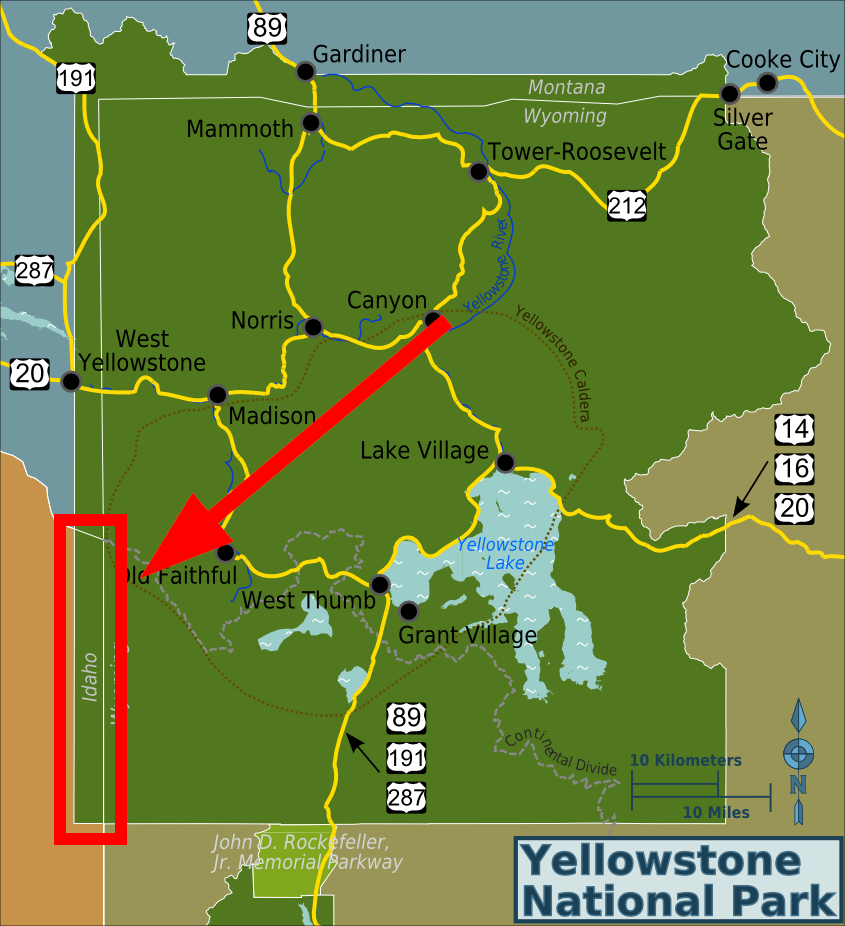 89
Gardiner
Cooke City
191
Montana
Wyoming
Silver
Gate
Mammoth
Tower-Roosevelt
212
Yellowstone River
287
Canyon
Norris
Yellowstone Caldera
West
Yellowstone
20
Madison
14
16
20
Lake Village
Yellowstone
Lake
Old Faithful
West Thumb
Grant Village
Idaho
89
191
287
Continental Divide
10 Kilometers
10 Miles
N
John D. Rockefeller,
Jr. Memorial Parkway
Yellowstone
National Park